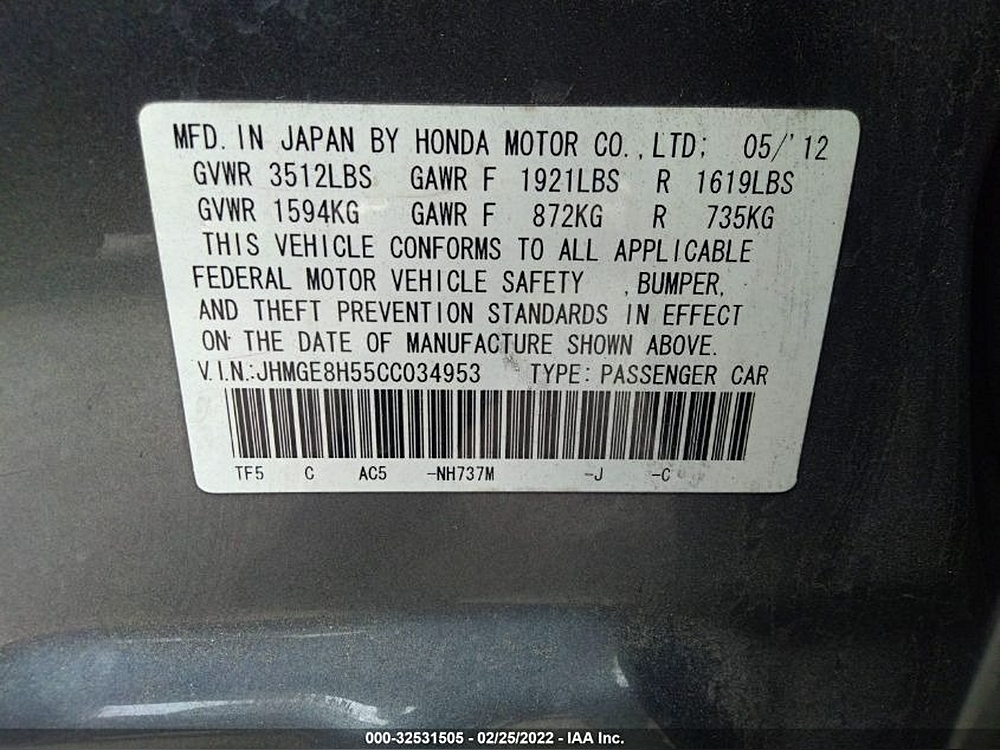 MFD. IN JAPAN BY HONDA MOTOR CO., LTD; 05/'12
GVWR 3512LBS GAWR F 1921LBS R 1619LBS
GVWR 1594KG GAWR F 872KG R 735KG
THIS VEHICLE CONFORMS TO ALL APPLICABLE
FEDERAL MOTOR VEHICLE SAFETY , BUMPER,
AND THEFT PREVENTION STANDARDS IN EFFECT
ON THE DATE OF MANUFACTURE SHOWN ABOVE.
V.I.N.:JHMGE8H55CC034953 TYPE: PASSENGER CAR
TF5 C AC5 -NH737M -J -C
000-32531505 - 02/25/2022 - IAA Inc.